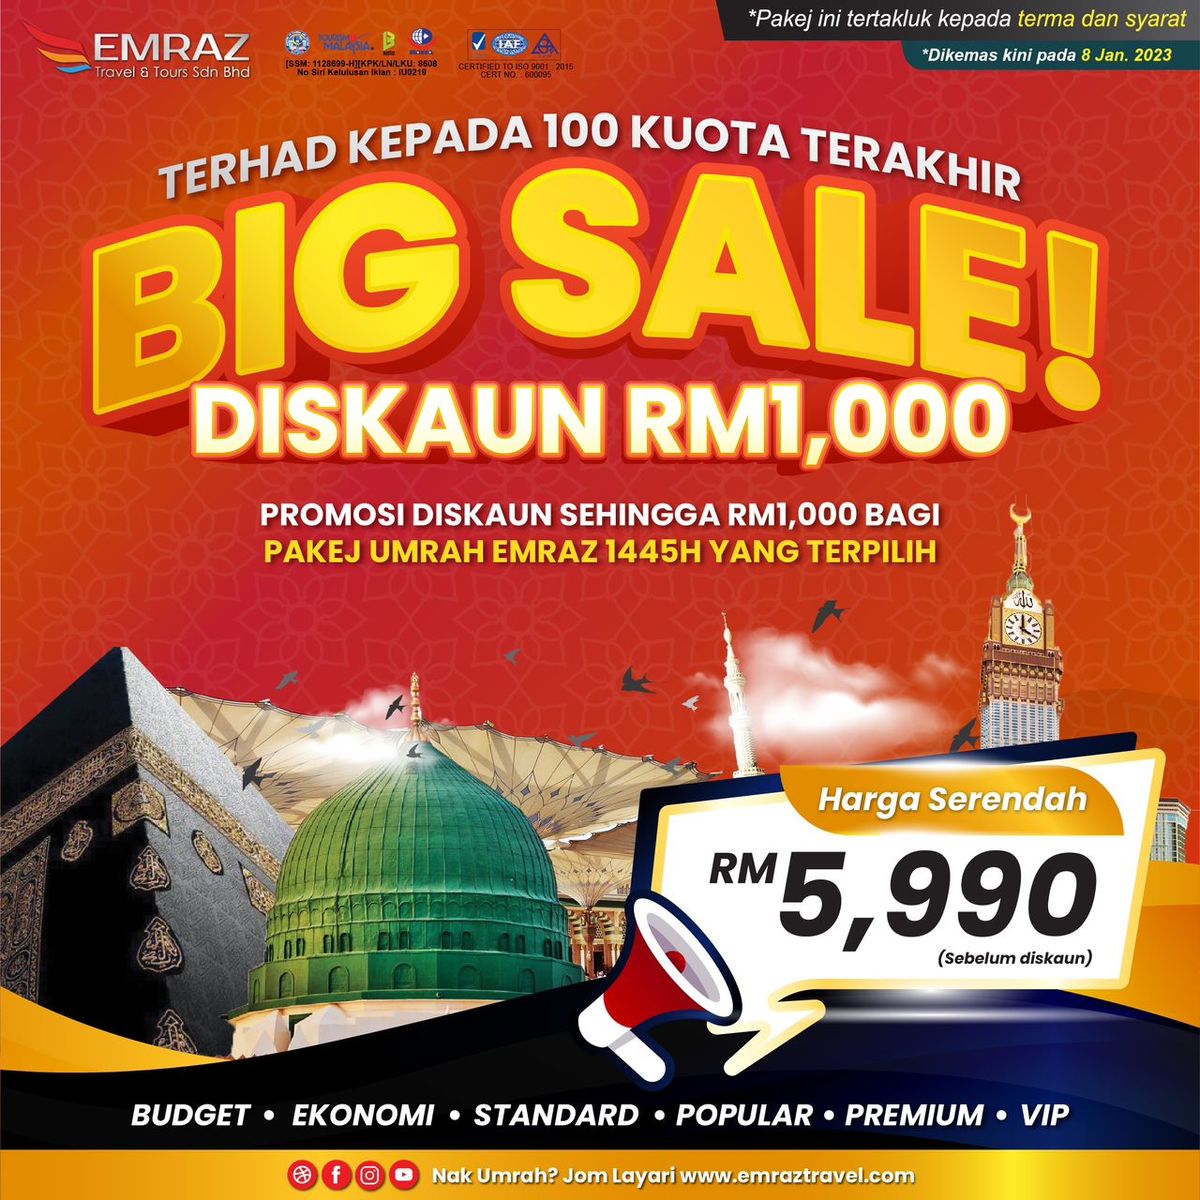 *Pakej ini tertakluk kepada terma dan syarat
*Dikemas kini pada 8 Jan. 2023
EMRAZ
Travel & Tours Sdn Bhd
TOURISM MALAYSIA
[SSM: 1128699-H][KPK/LN/LKU: 8608
No Siri Kelulusan Iklan : IU0219
IAF
CERTIFIED TO ISO 9001 : 2015
CERT NO. : 600095
TERHAD KEPADA 100 KUOTA TERAKHIR
BIG SALE!
DISKAUN RM1,000
PROMOSI DISKAUN SEHINGGA RM1,000 BAGI
PAKEJ UMRAH EMRAZ 1445H YANG TERPILIH
Harga Serendah
RM5,990
(Sebelum diskaun)
BUDGET • EKONOMI • STANDARD • POPULAR • PREMIUM • VIP
Nak Umrah? Jom Layari www.emraztravel.com